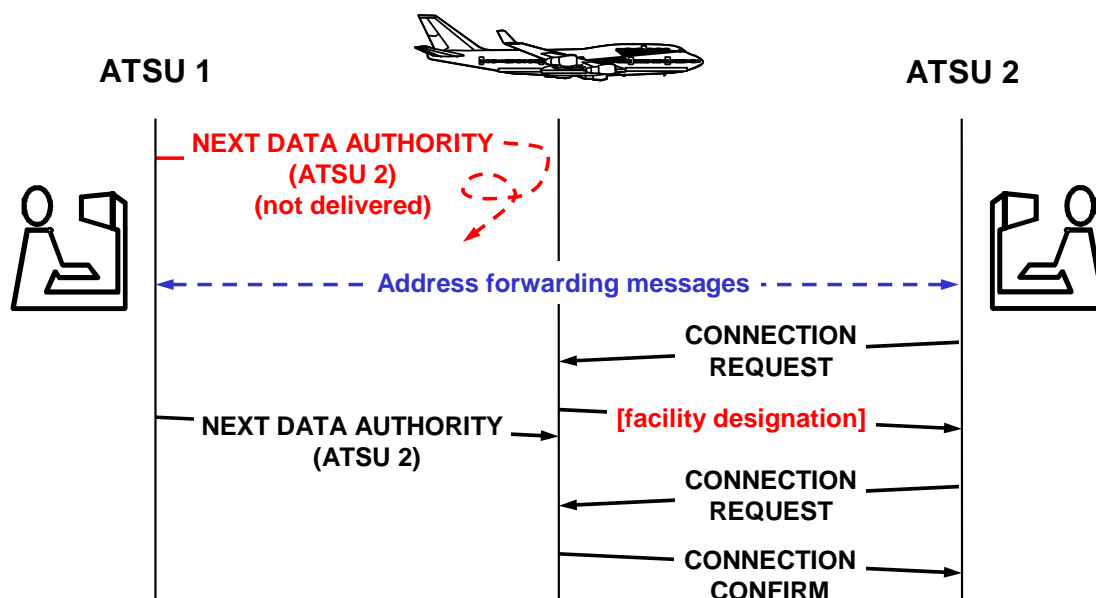 ATSU 1
ATSU 2
NEXT DATA AUTHORITY
(ATSU 2)
(not delivered)
Address forwarding messages
CONNECTION
REQUEST
[facility designation]
NEXT DATA AUTHORITY
(ATSU 2)
CONNECTION
REQUEST
CONNECTION
CONFIRM